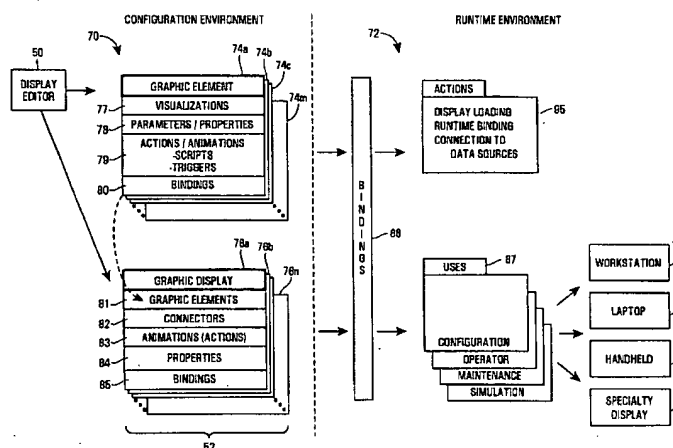 CONFIGURATION ENVIRONMENT
RUNTIME ENVIRONMENT
70
72
50
74a
74b
74c
74m
DISPLAY
EDITOR
GRAPHIC ELEMENT
77
VISUALIZATIONS
78
PARAMETERS / PROPERTIES
79
ACTIONS / ANIMATIONS
-SCRIPTS
-TRIGGERS
80
BINDINGS
ACTIONS
DISPLAY LOADING
RUNTIME BINDING
CONNECTION TO
DATA SOURCES
95
BINDINGS
88
76a
76b
76n
GRAPHIC DISPLAY
81
GRAPHIC ELEMENTS
82
CONNECTORS
83
ANIMATIONS (ACTIONS)
84
PROPERTIES
85
BINDINGS
52
USES
87
CONFIGURATION
OPERATOR
MAINTENANCE
SIMULATION
WORKSTATION
LAPTOP
HANDHELD
SPECIALTY
DISPLAY